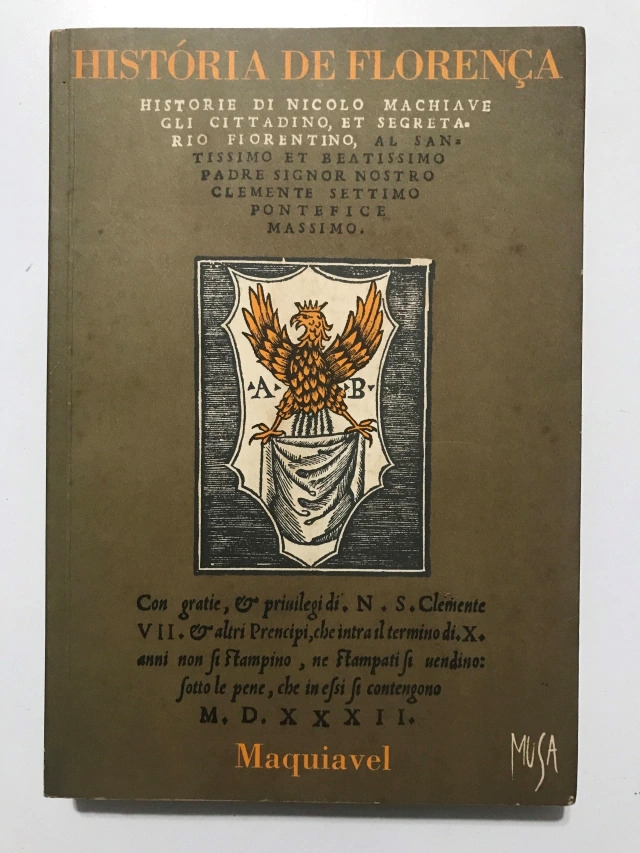 HISTÓRIA DE FLORENÇA
HISTORIE DI NICOLO MACHIAVE
GLI CITTADINO, ET SEGRETA=
RIO FIORENTINO, AL SAN=
TISSIMO ET BEATISSIMO
PADRE SIGNOR NOSTRO
CLEMENTE SETTIMO
PONTEFICE
MASSIMO.
A B
Con gratie, & priuilegi di. N. S. Clemente
VII. & altri Prencipi, che intra il termino di. X.
anni non ſi ſtampino, ne ſtampati ſi uendino:
ſotto le pene, che in eſsi ſi contengono
M. D. XXXII.
Maquiavel
MUSA